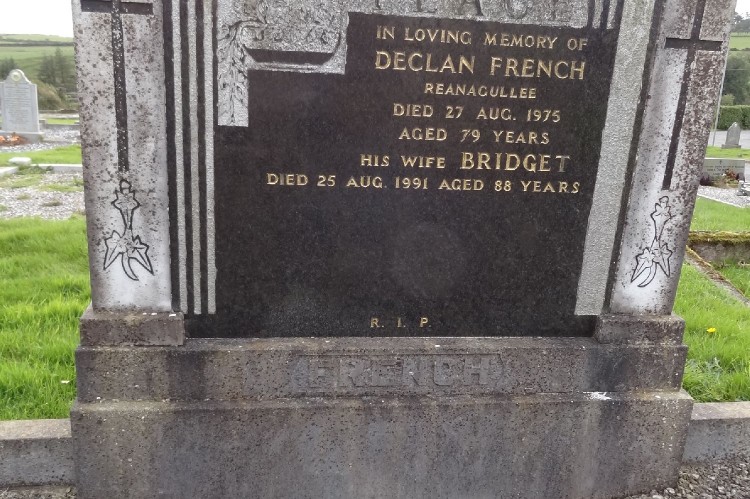 PEACE
IN LOVING MEMORY OF
DECLAN FRENCH
REANAGULLEE
DIED 27 AUG. 1975
AGED 79 YEARS
HIS WIFE BRIDGET
DIED 25 AUG. 1991 AGED 88 YEARS
R. I. P.
FRENCH